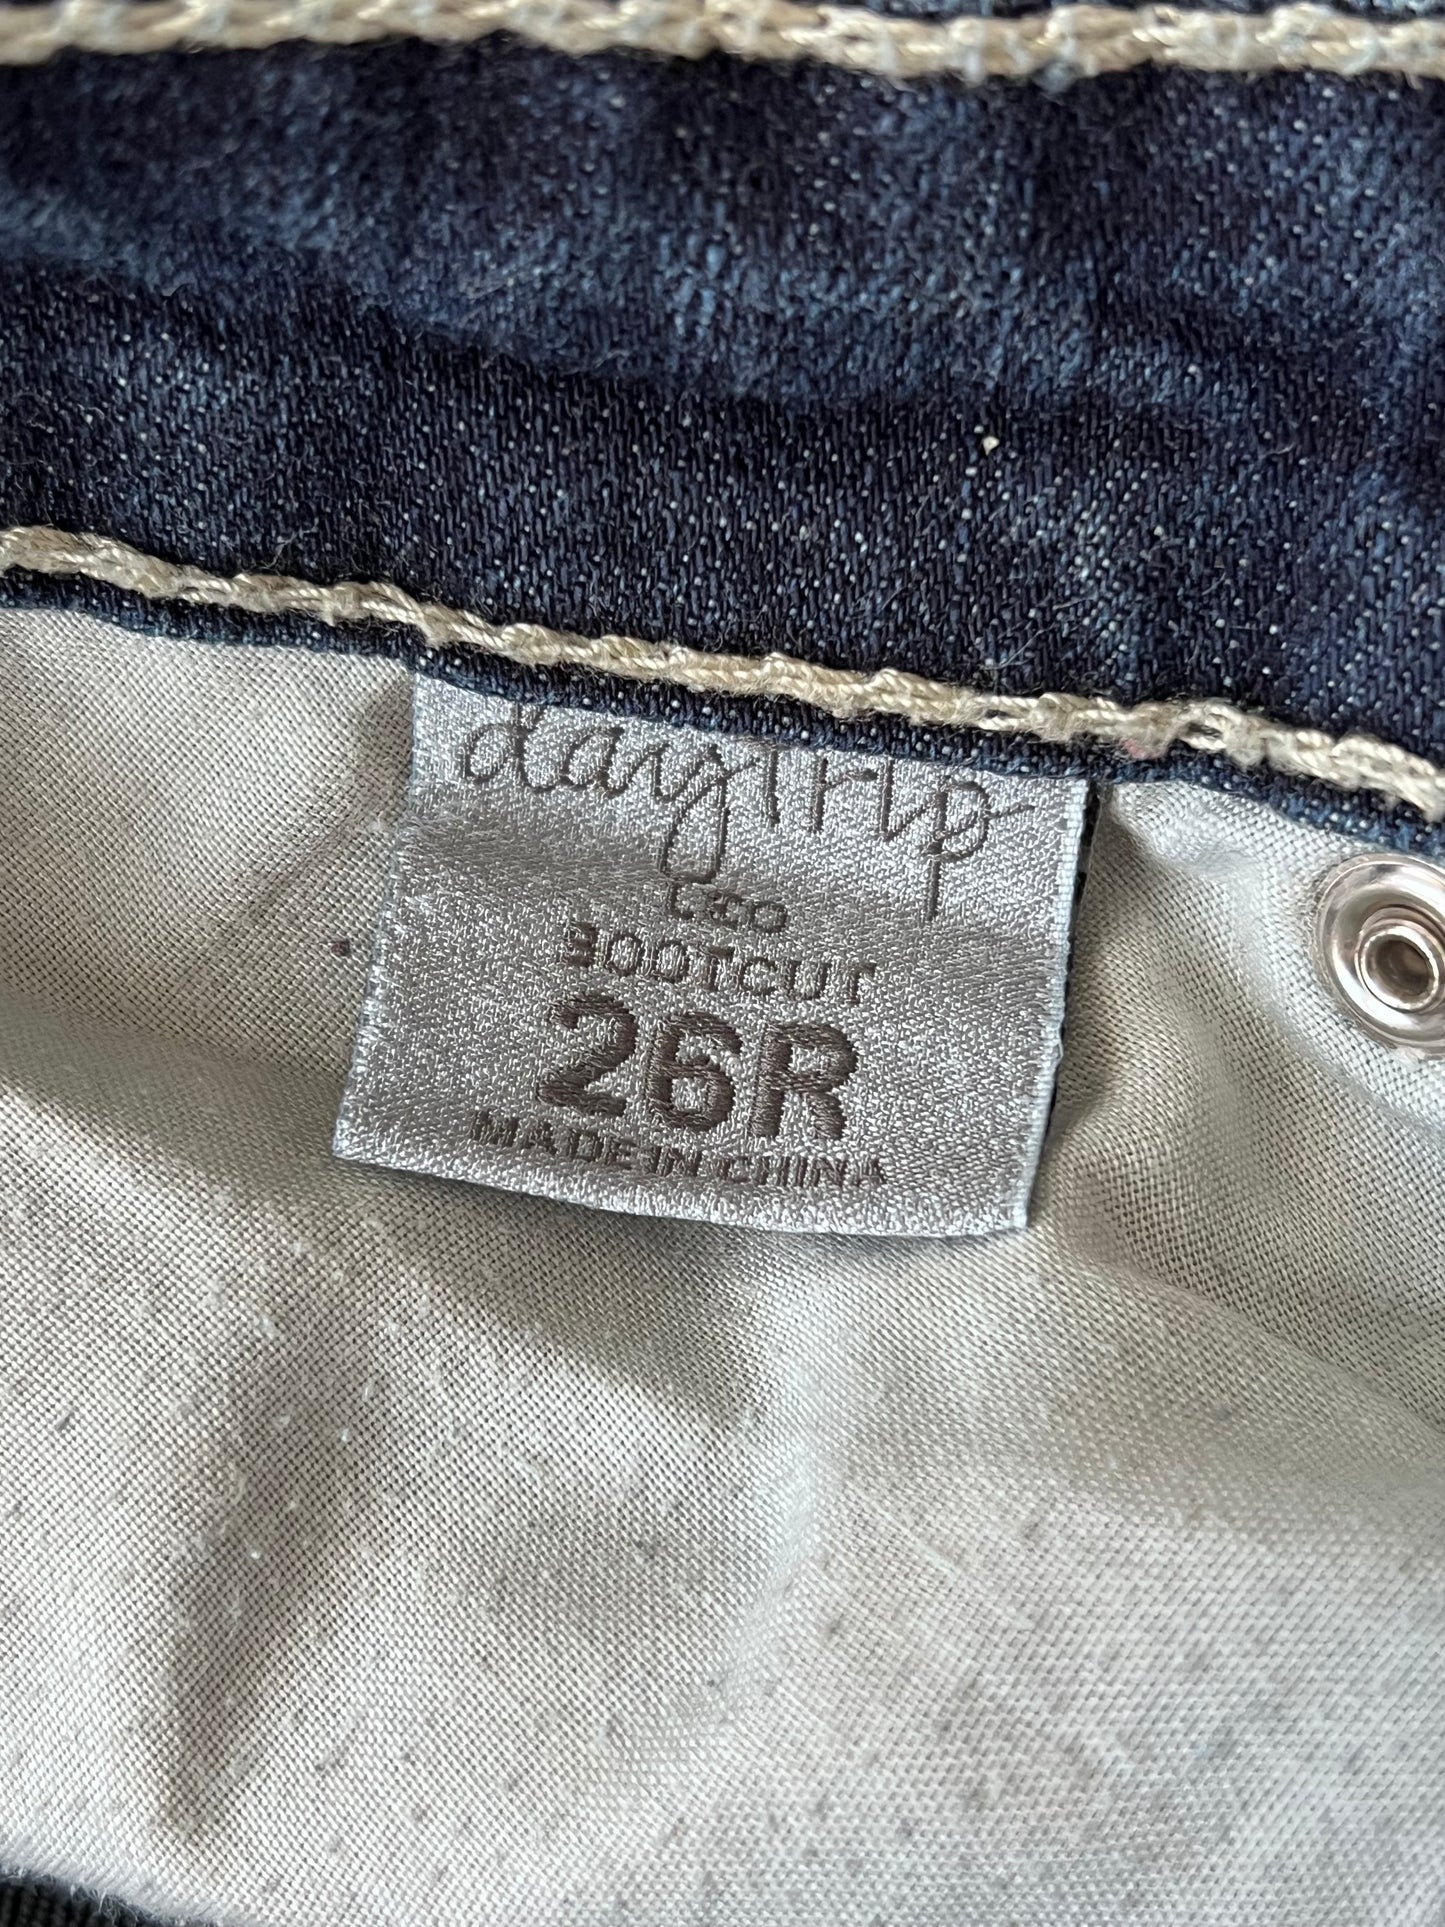 daytrip
Leo
BOOTCUT
26R
MADE IN CHINA